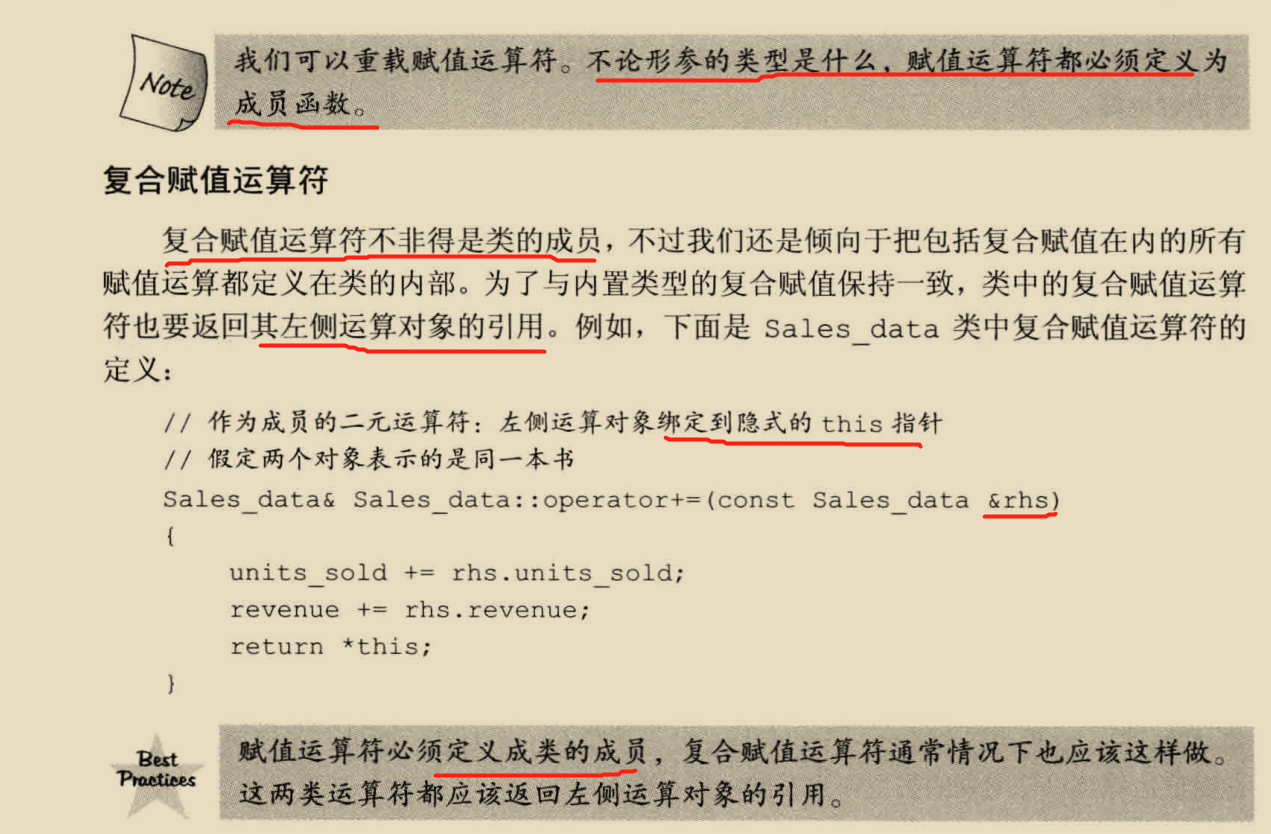 Note
我们可以重载赋值运算符。不论形参的类型是什么，赋值运算符都必须定义为
成员函数。
复合赋值运算符
复合赋值运算符不非得是类的成员，不过我们还是倾向于把包括复合赋值在内的所有
赋值运算都定义在类的内部。为了与内置类型的复合赋值保持一致，类中的复合赋值运算
符也要返回其左侧运算对象的引用。例如，下面是 Sales_data 类中复合赋值运算符的
定义：
// 作为成员的二元运算符：左侧运算对象绑定到隐式的 this 指针
// 假定两个对象表示的是同一本书
Sales_data& Sales_data::operator+=(const Sales_data &rhs)
{
units_sold += rhs.units_sold;
revenue += rhs.revenue;
return *this;
}
Best
Practices
赋值运算符必须定义成类的成员，复合赋值运算符通常情况下也应该这样做。
这两类运算符都应该返回左侧运算对象的引用。